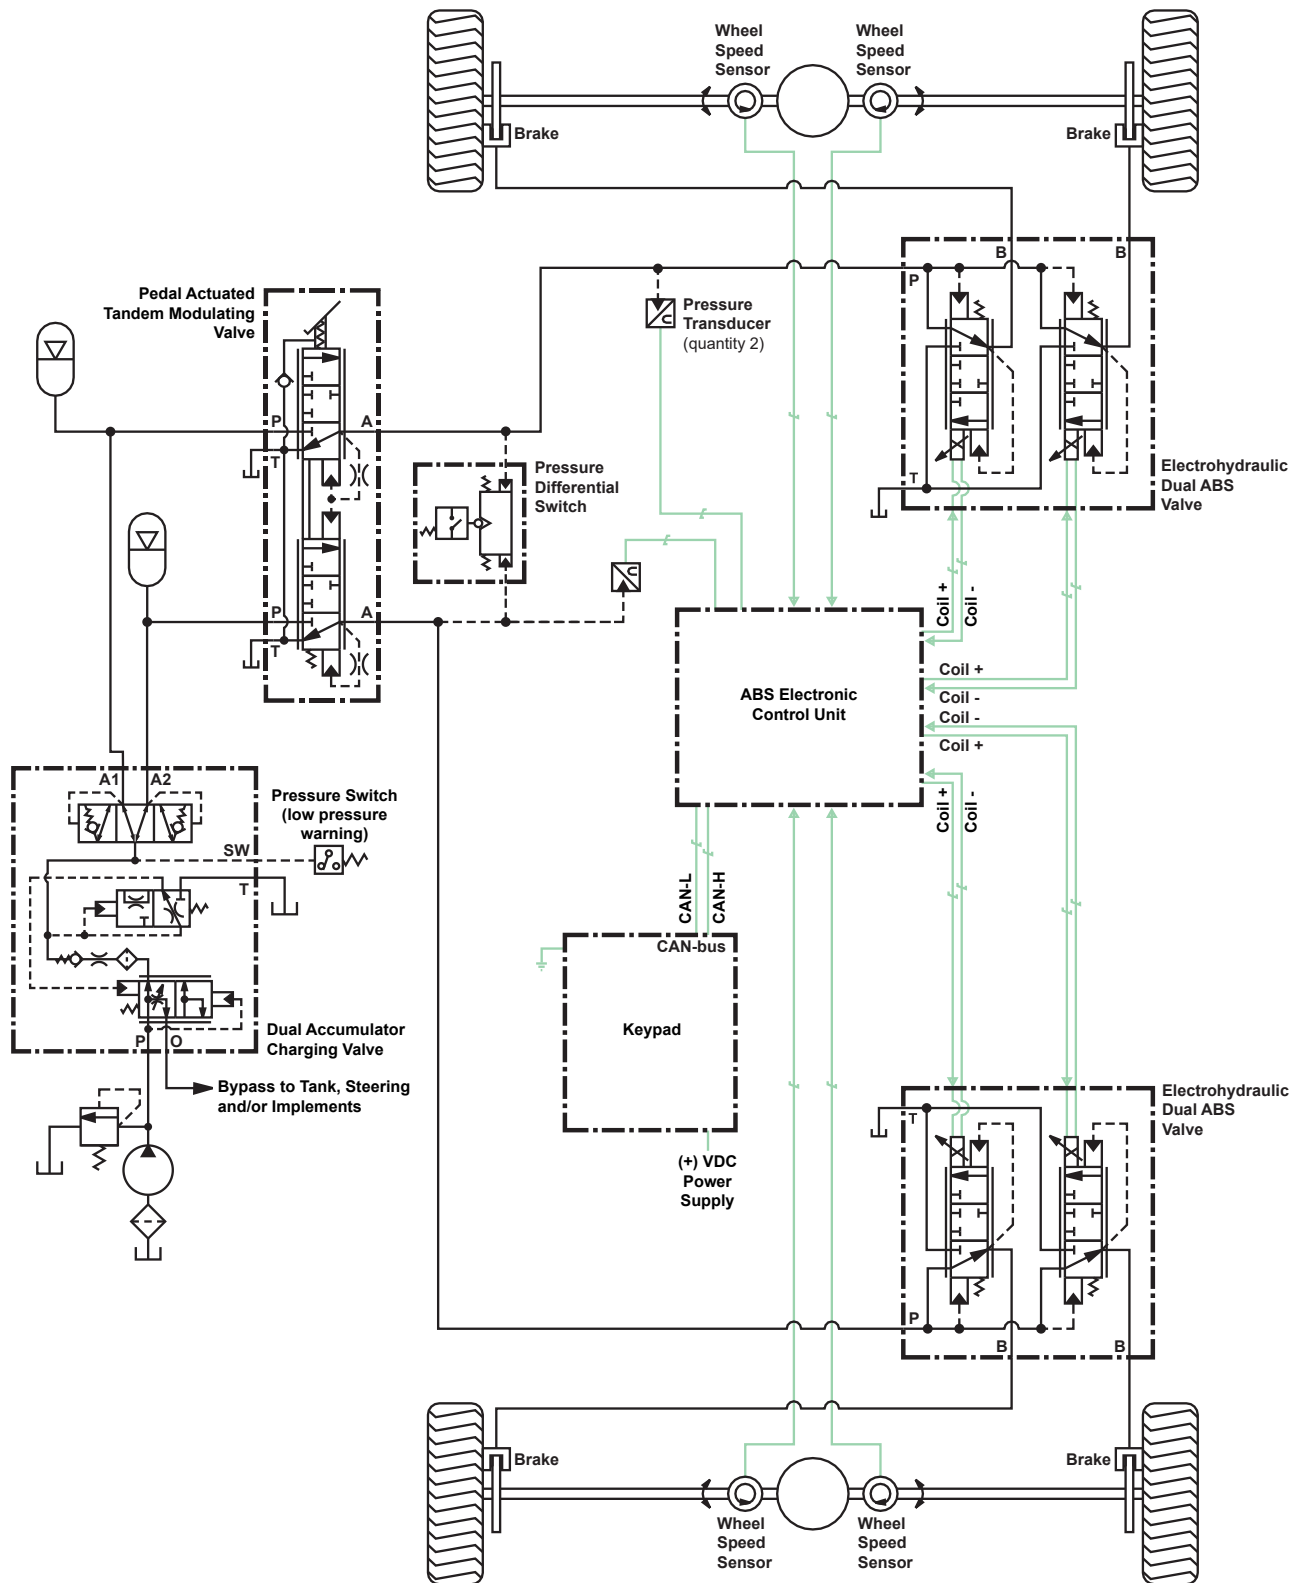 Wheel
Speed
Sensor
Wheel
Speed
Sensor
Brake
Brake
B
B
P
Pedal Actuated
Tandem Modulating
Valve
Pressure
Transducer
(quantity 2)
P
A
T
Pressure
Differential
Switch
Electrohydraulic
Dual ABS
Valve
T
P
A
T
Coil +
Coil -
ABS Electronic
Control Unit
Coil +
Coil -
Coil -
Coil +
Coil +
Coil -
A1
A2
Pressure Switch
(low pressure
warning)
SW
T
CAN-L
CAN-H
CAN-bus
Keypad
Dual Accumulator
Charging Valve
P
O
Bypass to Tank, Steering
and/or Implements
Electrohydraulic
Dual ABS
Valve
T
(+) VDC
Power
Supply
P
B
B
Brake
Brake
Wheel
Speed
Sensor
Wheel
Speed
Sensor